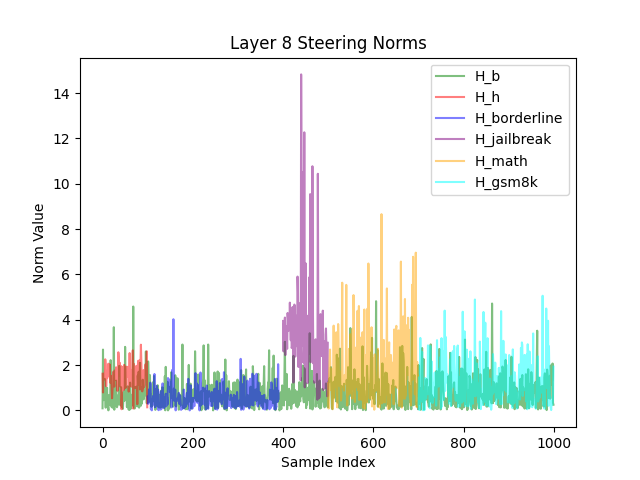 Layer 8 Steering Norms
H_b
H_h
H_borderline
H_jailbreak
H_math
H_gsm8k
14
12
10
8
6
4
2
0
Norm Value
0
200
400
600
800
1000
Sample Index